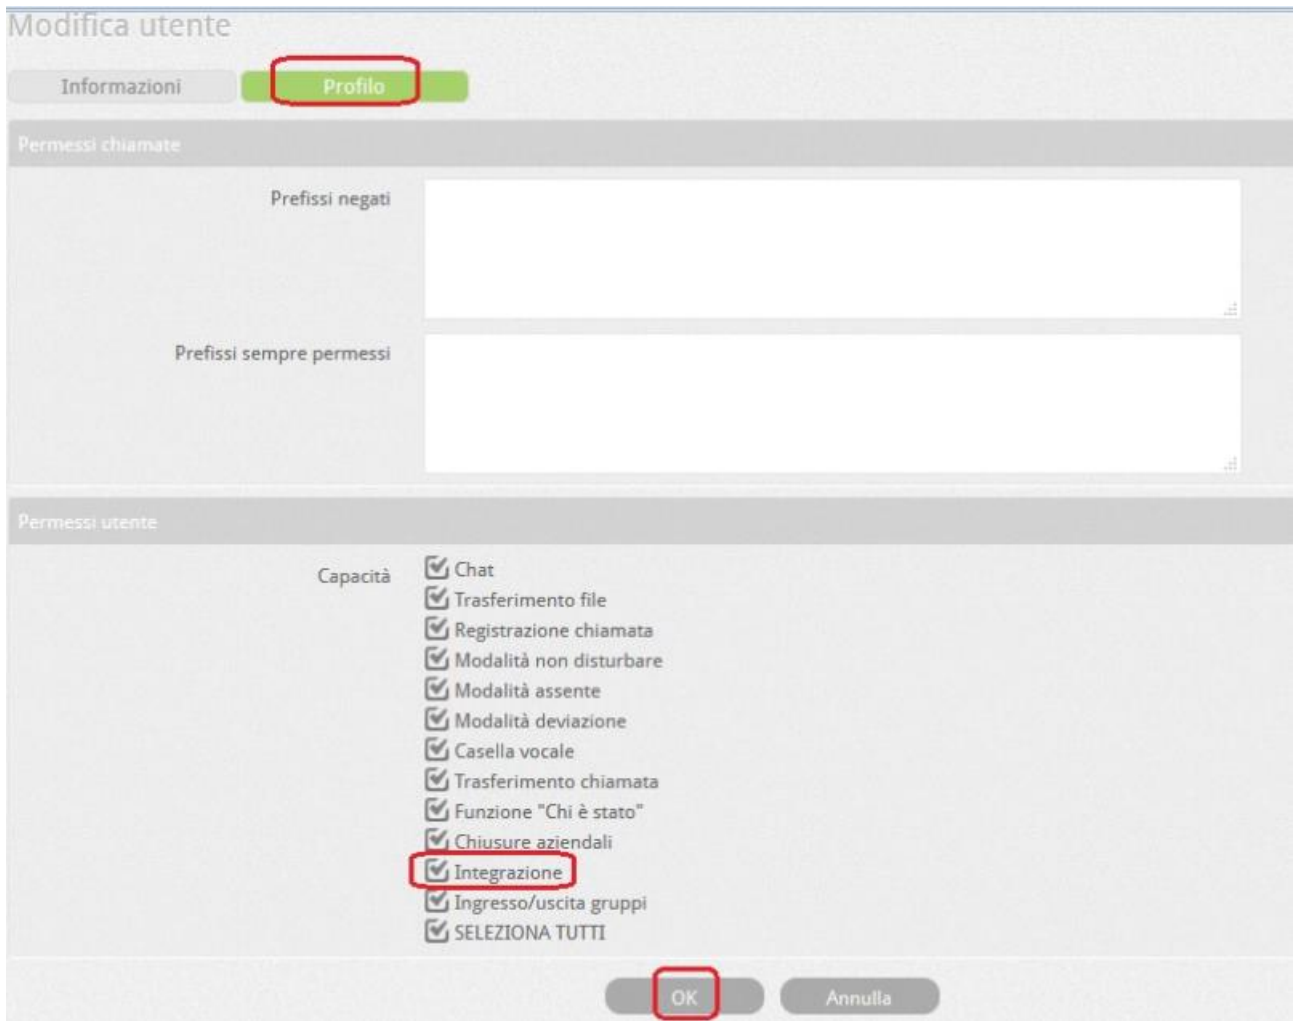 Modifica utente
Informazioni
Profilo
Permessi chiamate
Prefissi negati
Prefissi sempre permessi
Permessi utente
Capacità
Chat
Trasferimento file
Registrazione chiamata
Modalità non disturbare
Modalità assente
Modalità deviazione
Casella vocale
Trasferimento chiamata
Funzione "Chi è stato"
Chiusure aziendali
Integrazione
Ingresso/uscita gruppi
SELEZIONA TUTTI
OK
Annulla